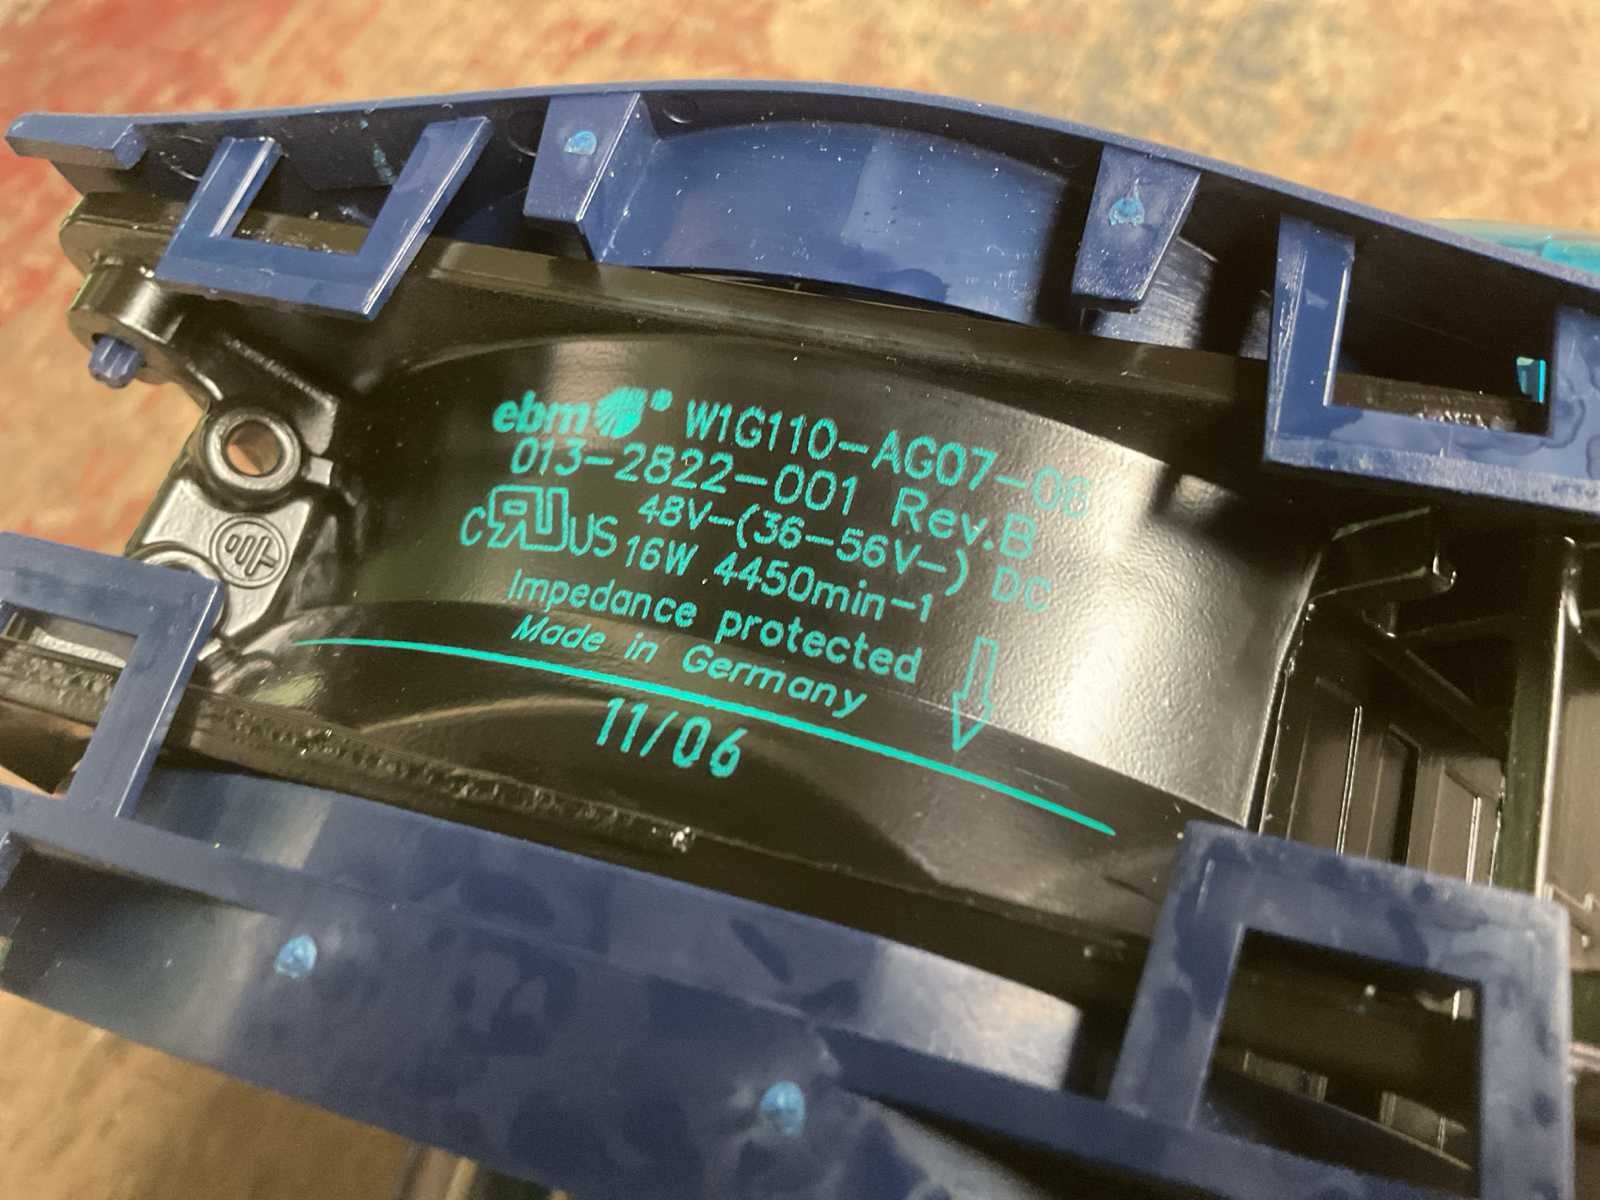 ebm W1G110-AG07-06
013-2822-001 Rev.B
48V-(36-56V-) DC
cRUus 16W 4450min-1
Impedance protected
Made in Germany
11/06